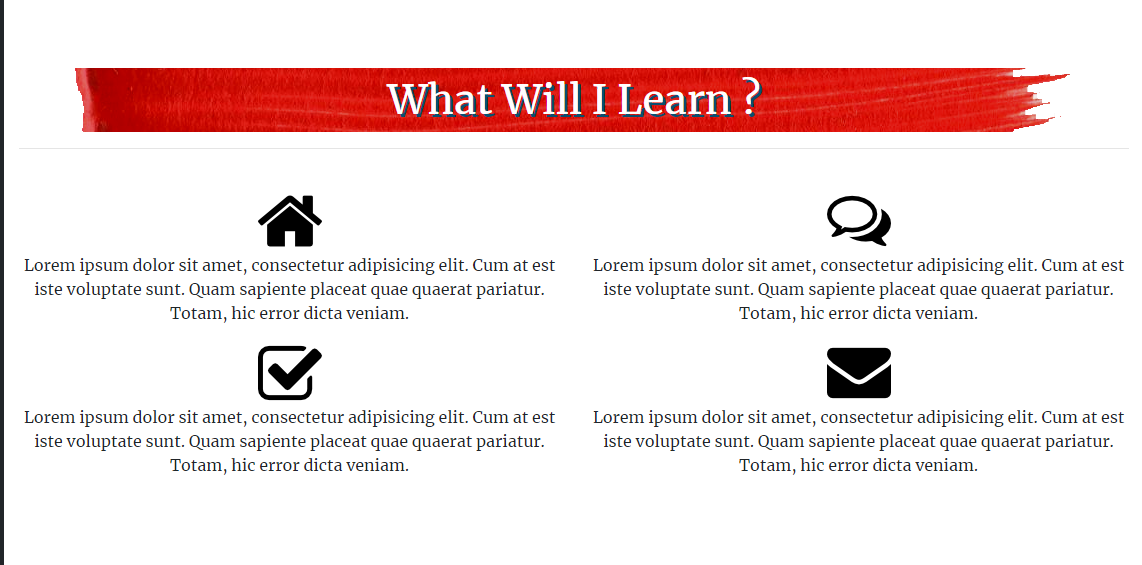 What Will I Learn ?
Lorem ipsum dolor sit amet, consectetur adipisicing elit. Cum at est
iste voluptate sunt. Quam sapiente placeat quae quaerat pariatur.
Totam, hic error dicta veniam.
Lorem ipsum dolor sit amet, consectetur adipisicing elit. Cum at est
iste voluptate sunt. Quam sapiente placeat quae quaerat pariatur.
Totam, hic error dicta veniam.
Lorem ipsum dolor sit amet, consectetur adipisicing elit. Cum at est
iste voluptate sunt. Quam sapiente placeat quae quaerat pariatur.
Totam, hic error dicta veniam.
Lorem ipsum dolor sit amet, consectetur adipisicing elit. Cum at est
iste voluptate sunt. Quam sapiente placeat quae quaerat pariatur.
Totam, hic error dicta veniam.